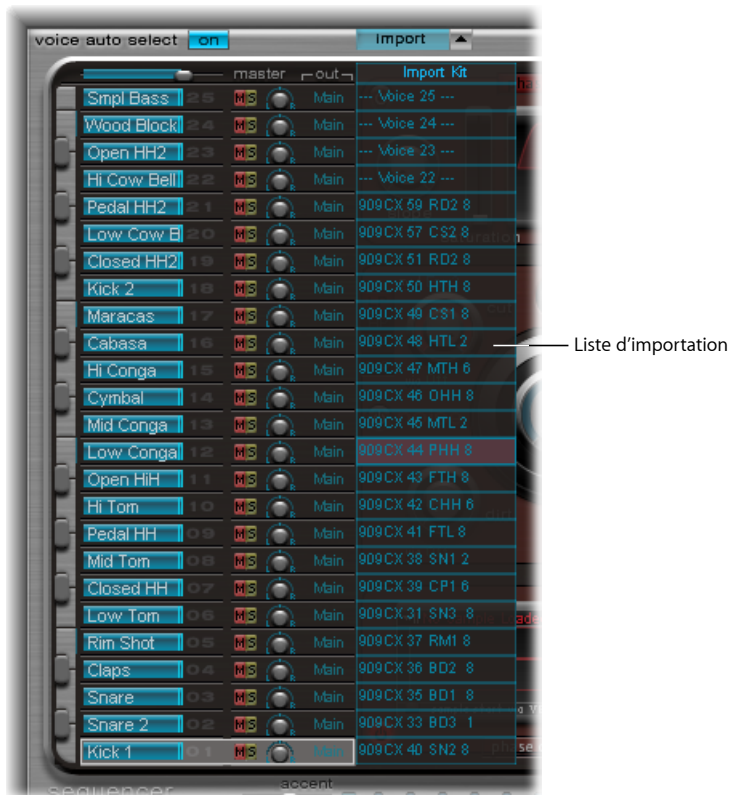 voice auto select on import
master out Import Kit
Smpl Bass 25 M S Main --- Voice 25 ---
Wood Block 24 M S Main --- Voice 24 ---
Open HH2 23 M S Main --- Voice 23 ---
Hi Cow Bell 22 M S Main --- Voice 22 ---
Pedal HH2 21 M S Main 909CX 59 RD2 8
Low Cow B 20 M S Main 909CX 57 CS2 8
Closed HH2 19 M S Main 909CX 51 RD2 8
Kick 2 18 M S Main 909CX 50 HTH 8
Maracas 17 M S Main 909CX 49 CS1 8
Cabasa 16 M S Main 909CX 48 HTL 2
Liste d'importation
Hi Conga 15 M S Main 909CX 47 MTH 6
Cymbal 14 M S Main 909CX 46 OHH 8
Mid Conga 13 M S Main 909CX 45 MTL 2
Low Conga 12 M S Main 909CX 44 PHH 8
Open HiH 11 M S Main 909CX 43 FTH 8
Hi Tom 10 M S Main 909CX 42 CHH 6
Pedal HH 09 M S Main 909CX 41 FTL 8
Mid Tom 08 M S Main 909CX 38 SN1 2
Closed HH 07 M S Main 909CX 39 CP1 6
Low Tom 06 M S Main 909CX 31 SN3 8
Rim Shot 05 M S Main 909CX 37 RM1 8
Claps 04 M S Main 909CX 36 BD2 8
Snare 03 M S Main 909CX 35 BD1 8
Snare 2 02 M S Main 909CX 33 BD3 1
Kick 1 01 M S Main 909CX 40 SN2 8
sequencer accent